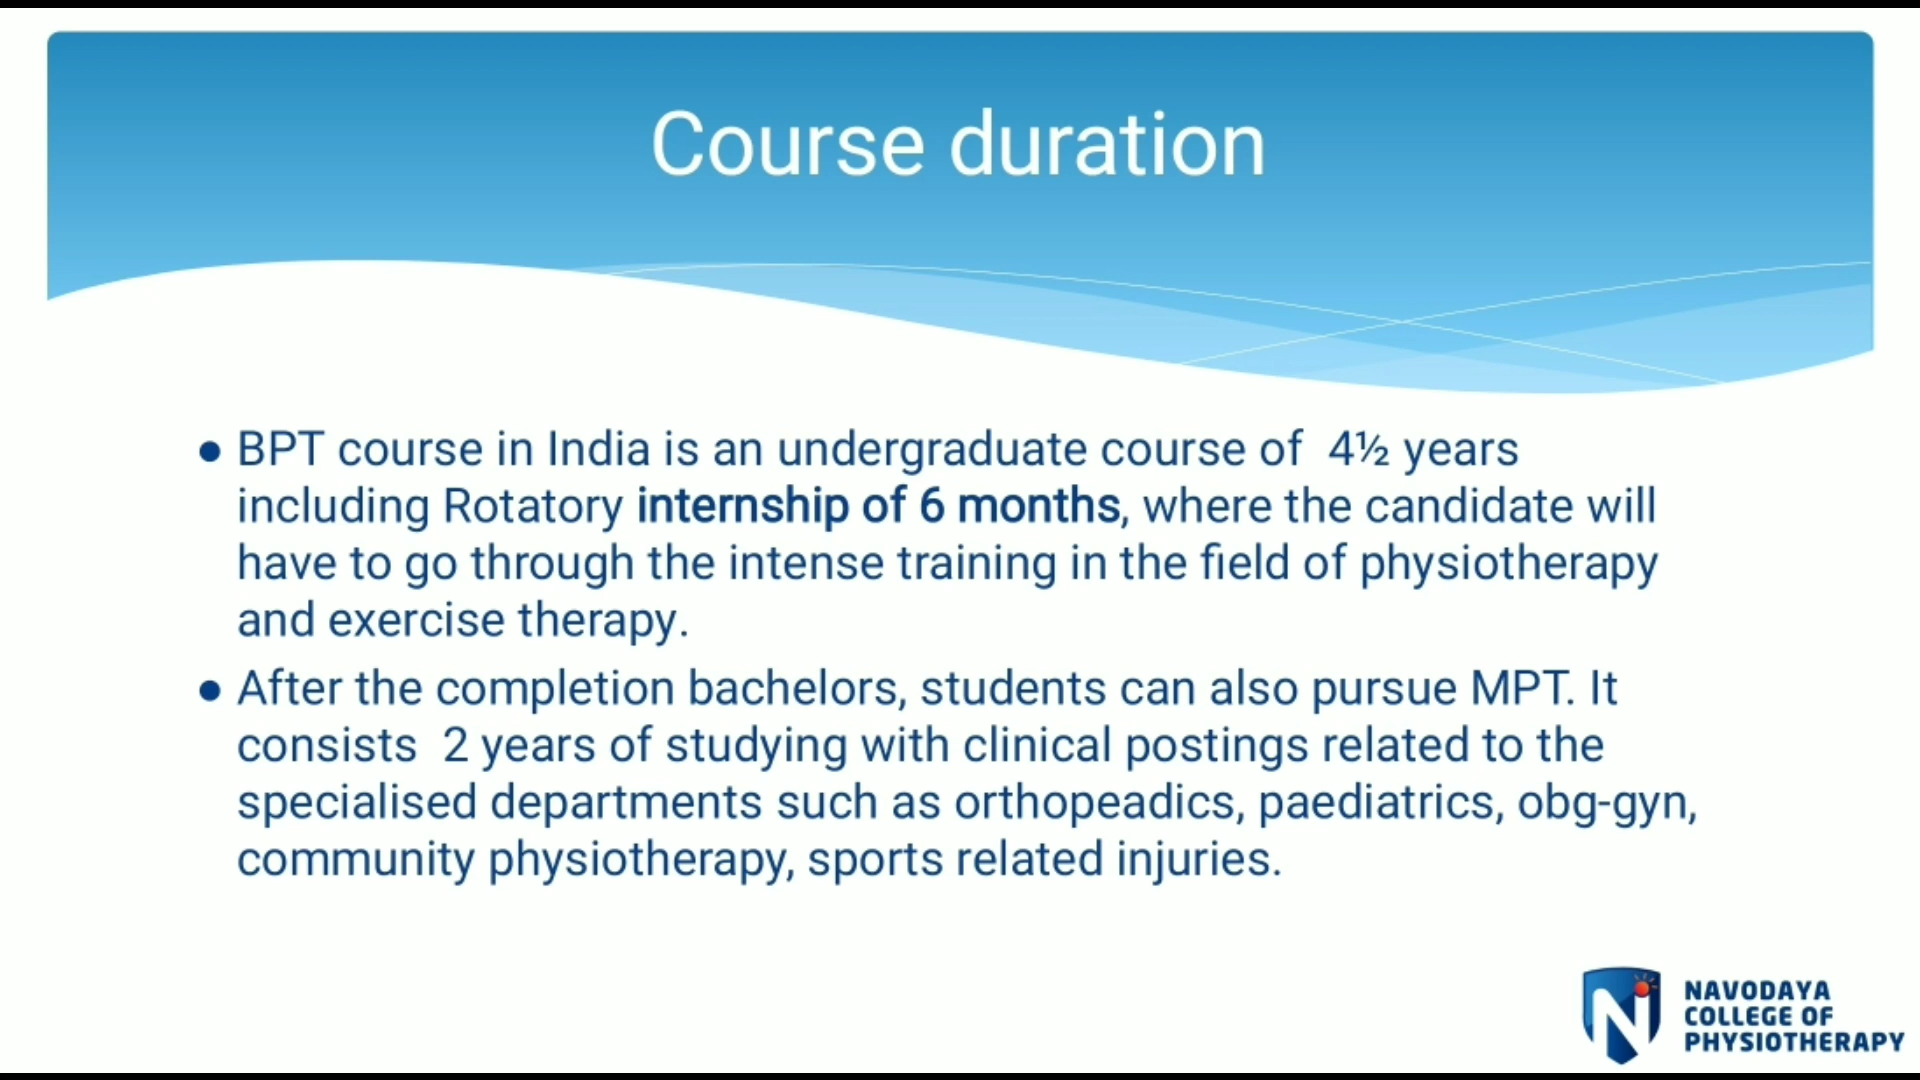 Course duration
● BPT course in India is an undergraduate course of  4½ years
including Rotatory internship of 6 months, where the candidate will
have to go through the intense training in the field of physiotherapy
and exercise therapy.
● After the completion bachelors, students can also pursue MPT. It
consists  2 years of studying with clinical postings related to the
specialised departments such as orthopeadics, paediatrics, obg-gyn,
community physiotherapy, sports related injuries.
NAVODAYA
COLLEGE OF
PHYSIOTHERAPY